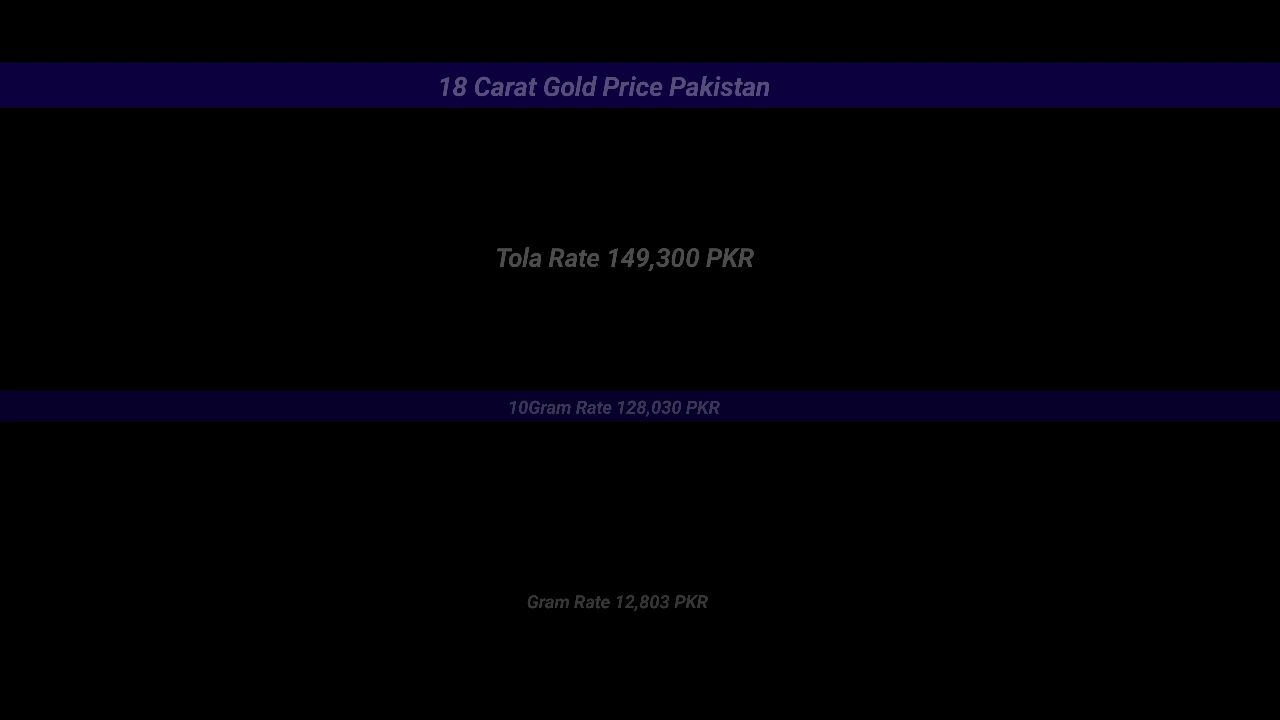 18 Carat Gold Price Pakistan
Tola Rate 149,300 PKR
10Gram Rate 128,030 PKR
Gram Rate 12,803 PKR